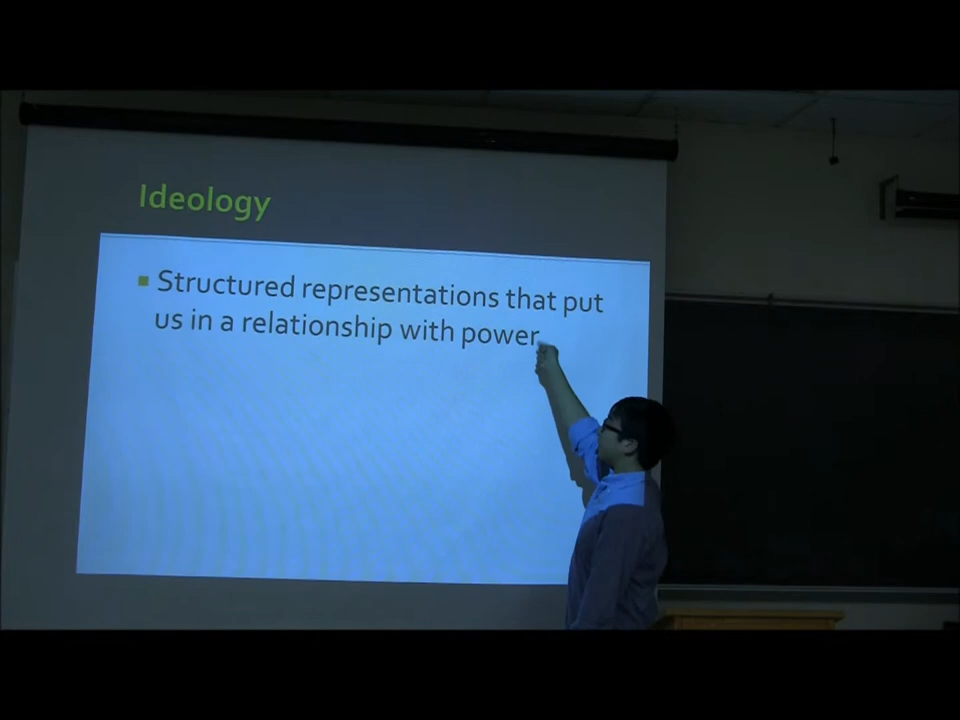 Ideology
Structured representations that put
us in a relationship with power